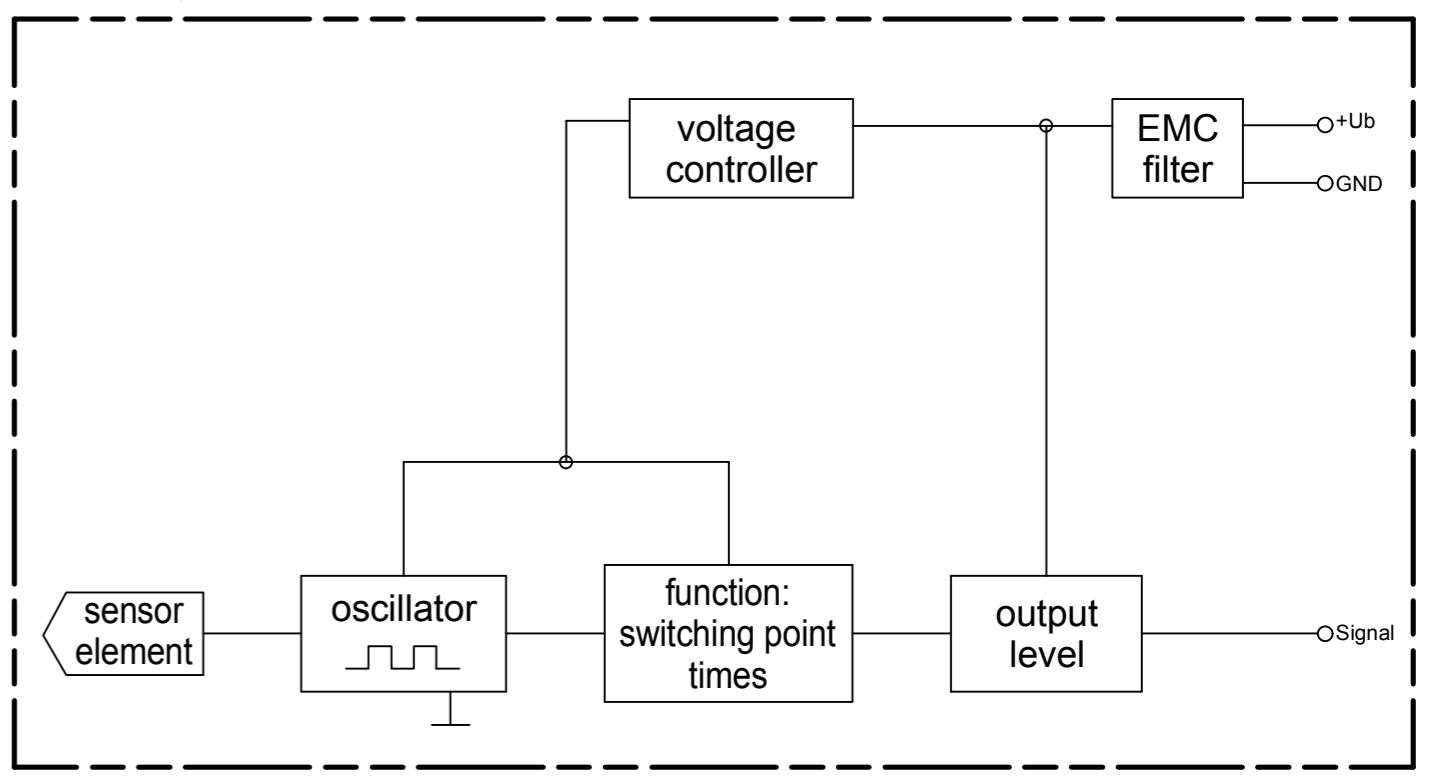 voltage
controller
EMC
filter
+Ub
GND
sensor
element
oscillator
function:
switching point
times
output
level
Signal